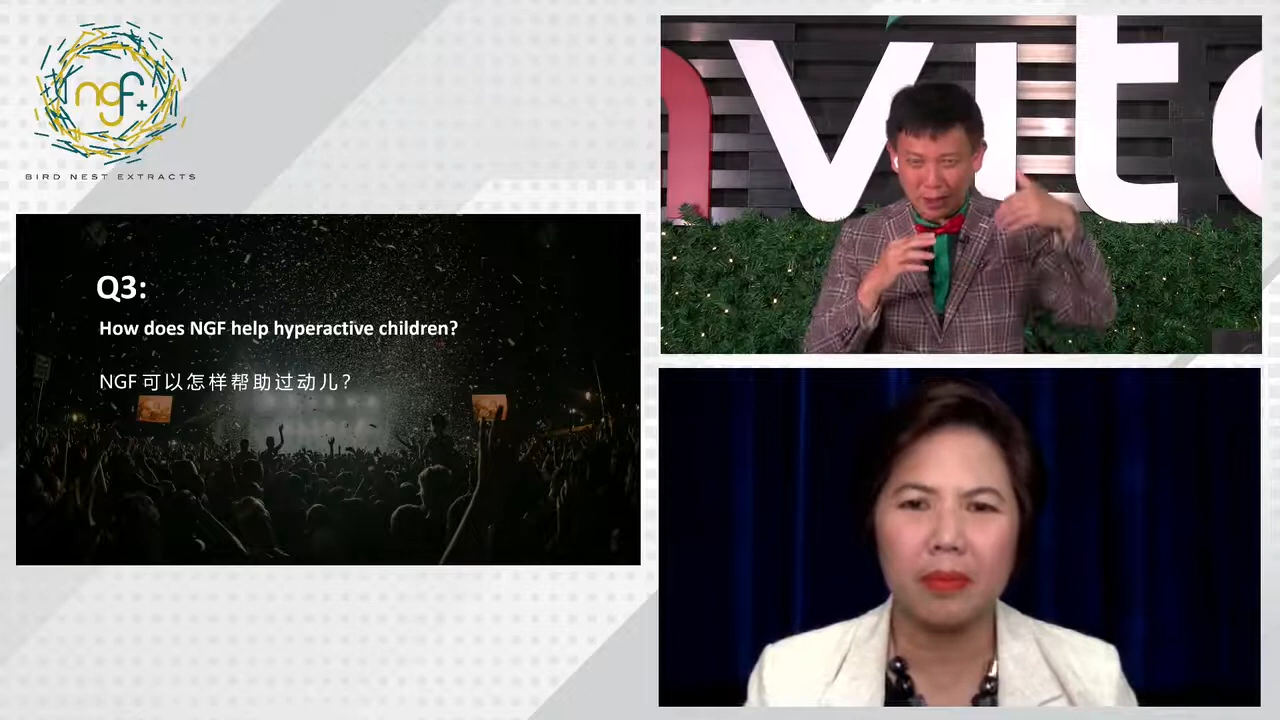 ngf+
BIRD NEST EXTRACTS
nvita
Q3:
How does NGF help hyperactive children?
NGF可以怎样帮助过动儿？